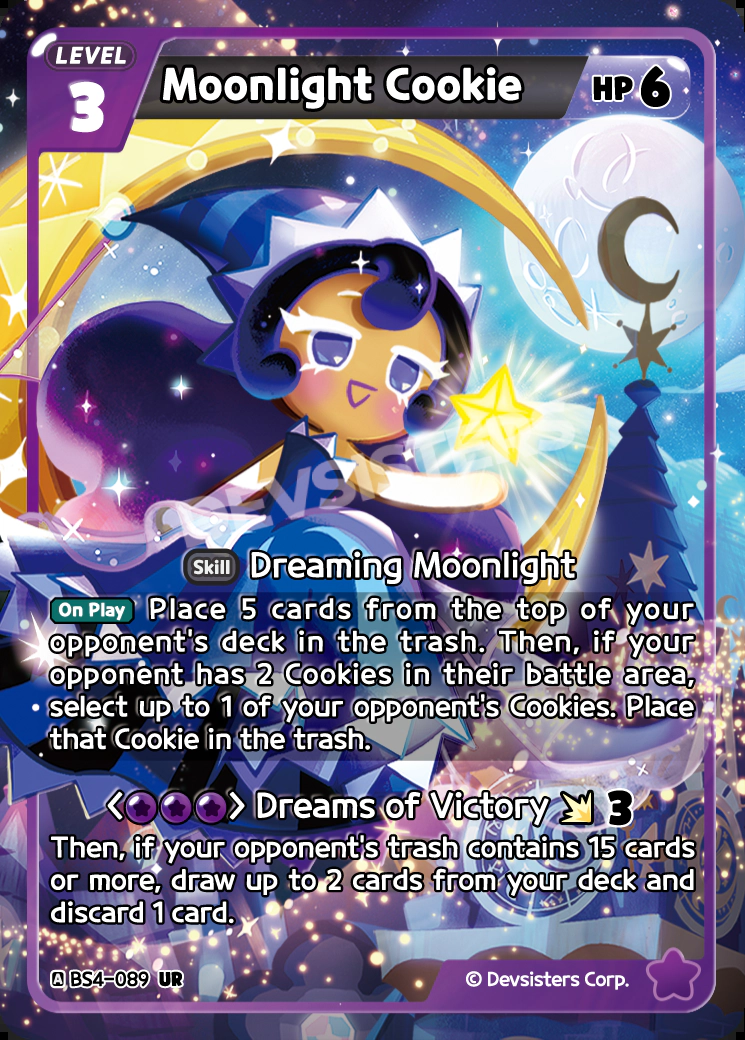 LEVEL
3
Moonlight Cookie
HP 6
DEVSISTERS
Skill Dreaming Moonlight
On Play Place 5 cards from the top of your
opponent's deck in the trash. Then, if your
opponent has 2 Cookies in their battle area,
select up to 1 of your opponent's Cookies. Place
that Cookie in the trash.
Dreams of Victory 3
Then, if your opponent's trash contains 15 cards
or more, draw up to 2 cards from your deck and
discard 1 card.
A BS4-089 UR
© Devsisters Corp.